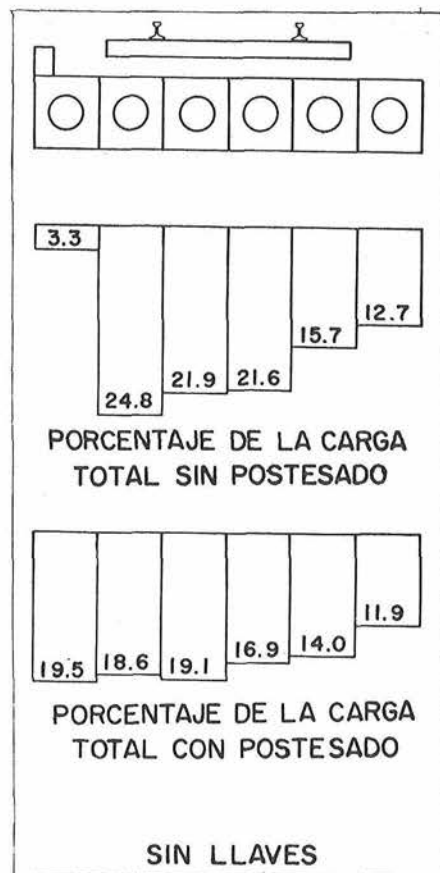 3.3
24.8
21.9
21.6
15.7
12.7
PORCENTAJE DE LA CARGA
TOTAL SIN POSTESADO
19.5
18.6
19.1
16.9
14.0
11.9
PORCENTAJE DE LA CARGA
TOTAL CON POSTESADO
SIN LLAVES